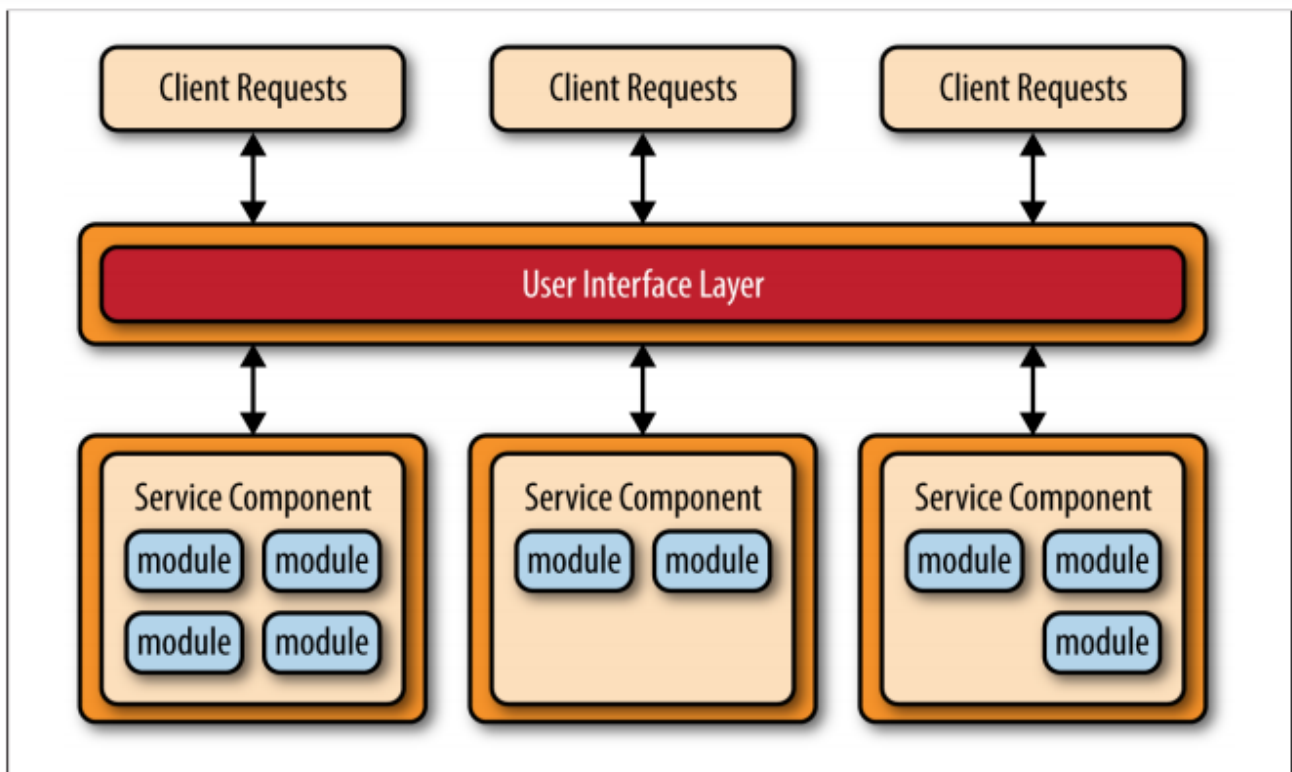 Client Requests
Client Requests
Client Requests
User Interface Layer
Service Component
module module
module module
Service Component
module module
Service Component
module module
module